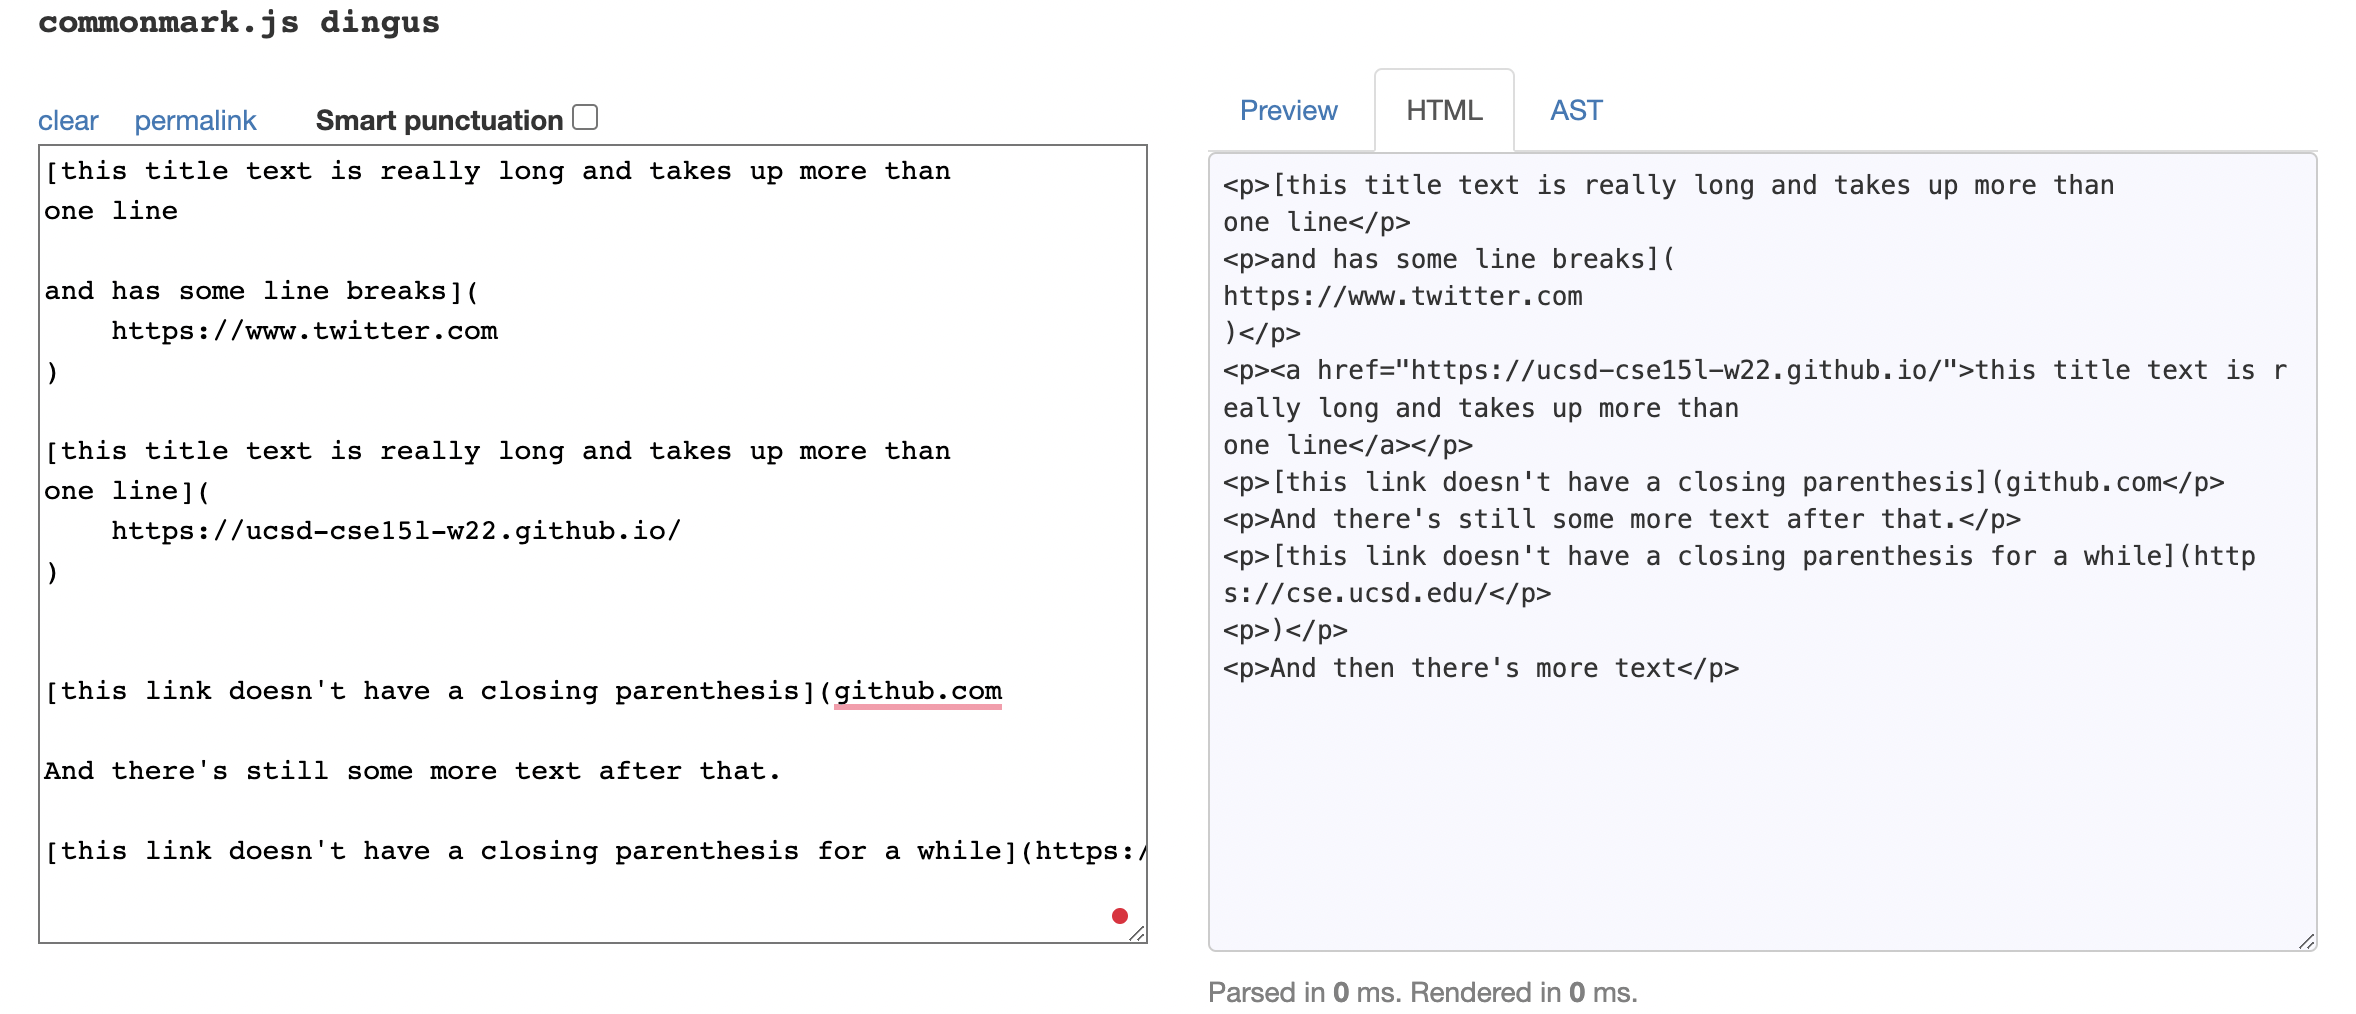 commonmark.js dingus
clear permalink Smart punctuation
[this title text is really long and takes up more than
one line
and has some line breaks](
    https://www.twitter.com
)
[this title text is really long and takes up more than
one line](
    https://ucsd-cse15l-w22.github.io/
)
[this link doesn't have a closing parenthesis](github.com
And there's still some more text after that.
[this link doesn't have a closing parenthesis for a while](https:/
Preview HTML AST
<p>[this title text is really long and takes up more than
one line</p>
<p>and has some line breaks](
https://www.twitter.com
)</p>
<p><a href="https://ucsd-cse15l-w22.github.io/">this title text is r
eally long and takes up more than
one line</a></p>
<p>[this link doesn't have a closing parenthesis](github.com</p>
<p>And there's still some more text after that.</p>
<p>[this link doesn't have a closing parenthesis for a while](http
s://cse.ucsd.edu/</p>
<p>)</p>
<p>And then there's more text</p>
Parsed in 0 ms. Rendered in 0 ms.